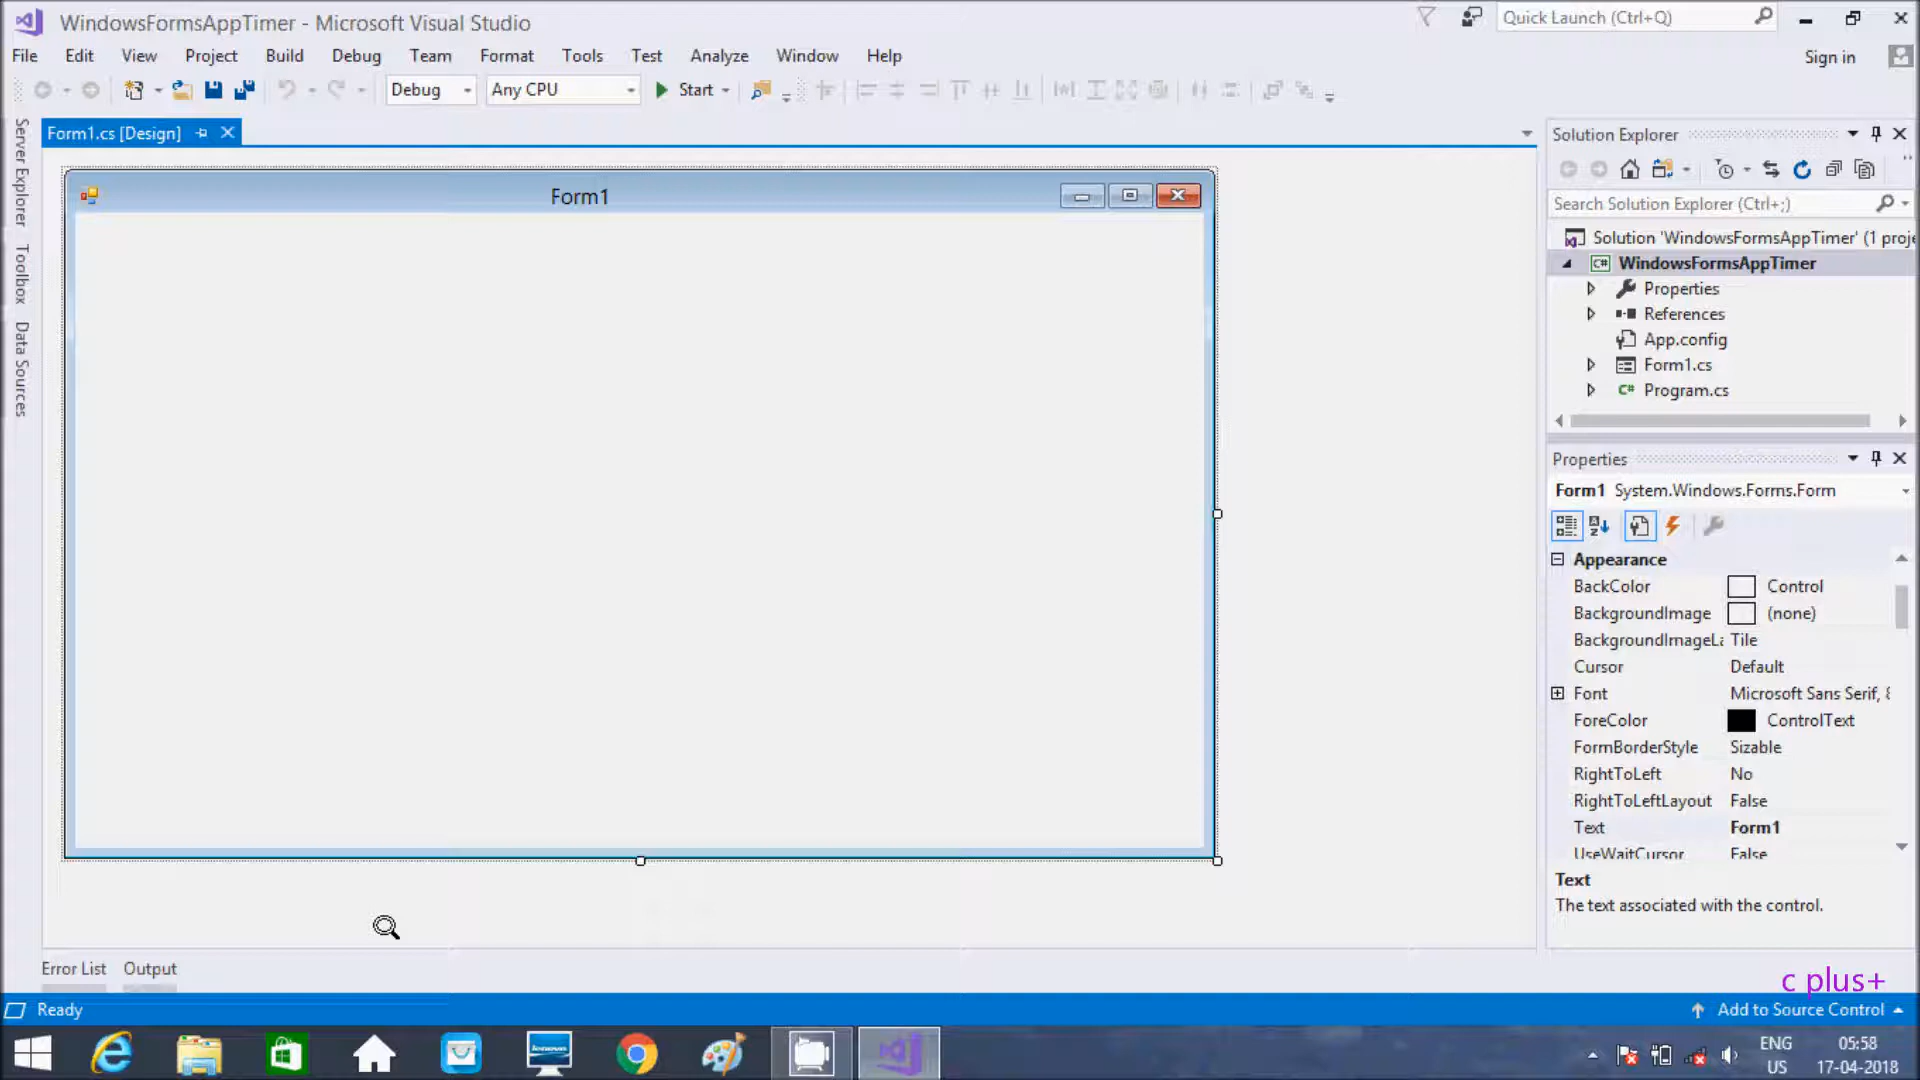 WindowsFormsAppTimer - Microsoft Visual Studio
Quick Launch (Ctrl+Q)
File Edit View Project Build Debug Team Format Tools Test Analyze Window Help
Sign in
Debug Any CPU Start
Server Explorer
Toolbox
Data Sources
Form1.cs [Design]
Form1
Solution Explorer
Search Solution Explorer (Ctrl+;)
Solution 'WindowsFormsAppTimer' (1 proje
C# WindowsFormsAppTimer
Properties
References
App.config
Form1.cs
C# Program.cs
Properties
Form1 System.Windows.Forms.Form
Appearance
BackColor Control
BackgroundImage (none)
BackgroundImageLa Tile
Cursor Default
Font Microsoft Sans Serif, 8
ForeColor ControlText
FormBorderStyle Sizable
RightToLeft No
RightToLeftLayout False
Text Form1
UseWaitCursor False
Text
The text associated with the control.
Error List Output
c plus+
Ready
Add to Source Control
ENG
US
05:58
17-04-2018